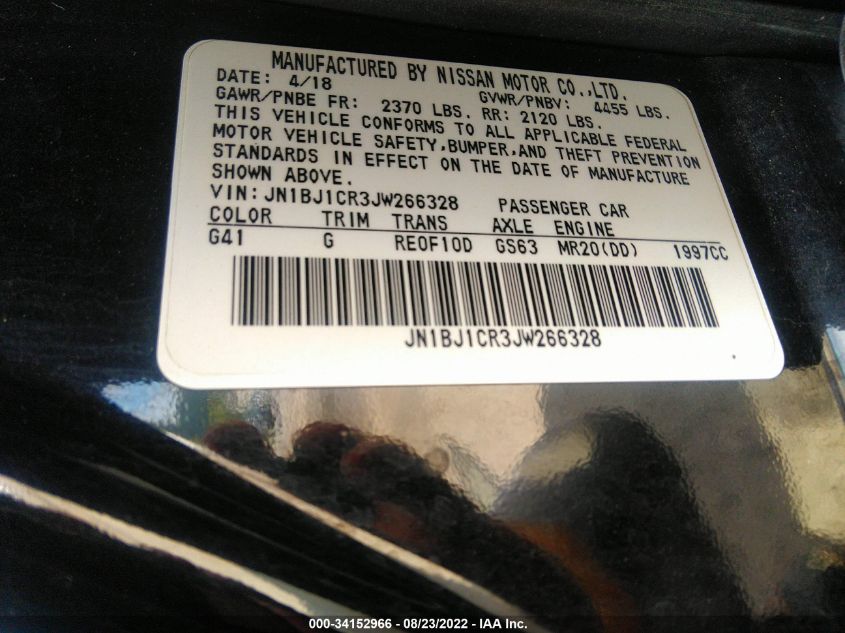 MANUFACTURED BY NISSAN MOTOR CO.,LTD.
DATE: 4/18 GVWR/PNBV: 4455 LBS.
GAWR/PNBE FR: 2370 LBS. RR: 2120 LBS.
THIS VEHICLE CONFORMS TO ALL APPLICABLE FEDERAL
MOTOR VEHICLE SAFETY,BUMPER,AND THEFT PREVENTION
STANDARDS IN EFFECT ON THE DATE OF MANUFACTURE
SHOWN ABOVE.
VIN: JN1BJ1CR3JW266328 PASSENGER CAR
COLOR TRIM TRANS AXLE ENGINE
G41 G RE0F10D GS63 MR20(DD) 1997CC
JN1BJ1CR3JW266328
000-34152966 - 08/23/2022 - IAA Inc.